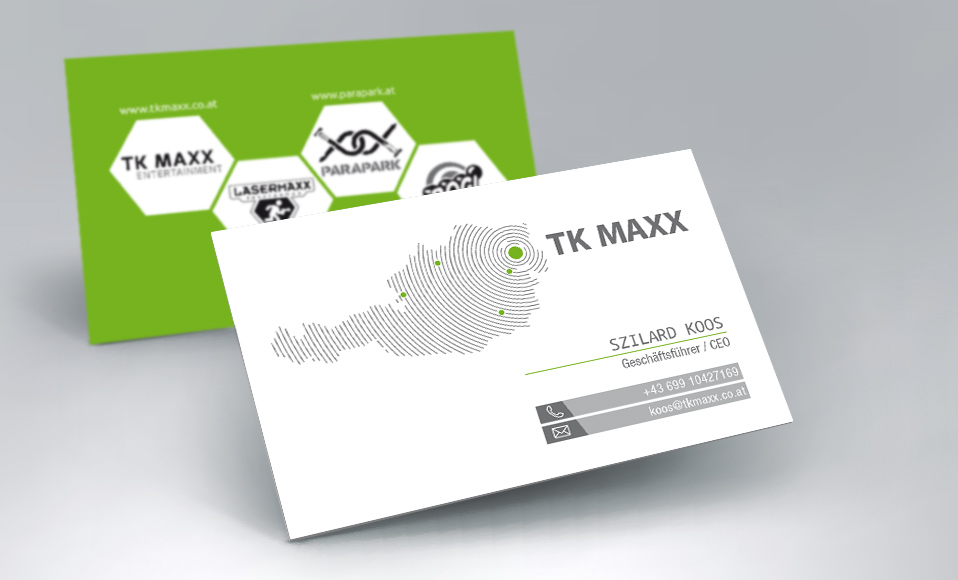 www.tkmaxx.co.at
www.parapark.at
TK MAXX
ENTERTAINMENT
PARAPARK
LASERMAXX
TK MAXX
SZILARD KOOS
Geschäftsführer / CEO
+43 699 10427169
koos@tkmaxx.co.at